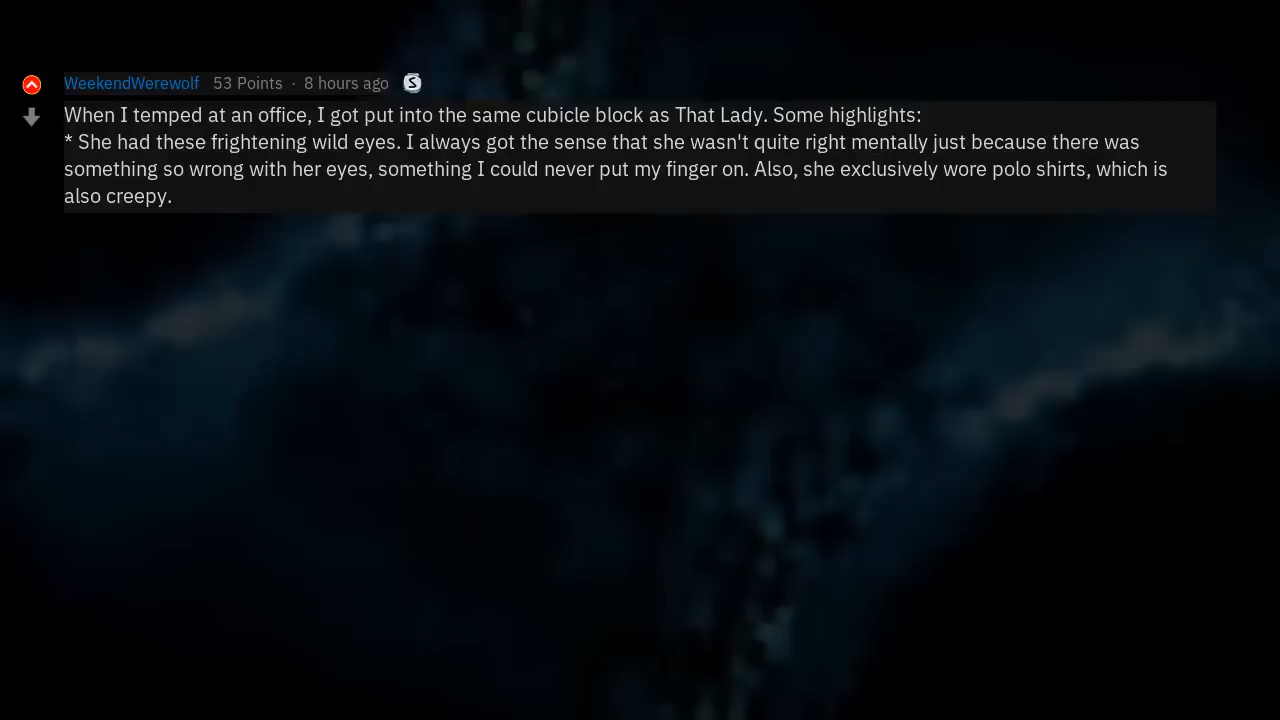 WeekendWerewolf 53 Points · 8 hours ago
When I temped at an office, I got put into the same cubicle block as That Lady. Some highlights:
* She had these frightening wild eyes. I always got the sense that she wasn't quite right mentally just because there was
something so wrong with her eyes, something I could never put my finger on. Also, she exclusively wore polo shirts, which is
also creepy.